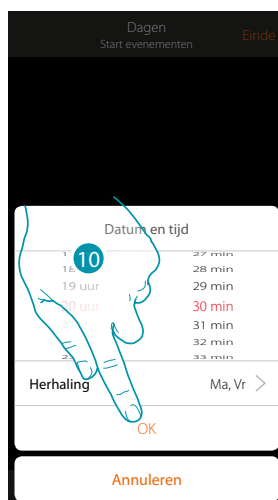 Dagen
Start evenementen
Einde
Datum en tijd
10
27 min
28 min
19 uur 29 min
20 uur 30 min
31 min
32 min
33 min
Herhaling Ma, Vr >
OK
Annuleren